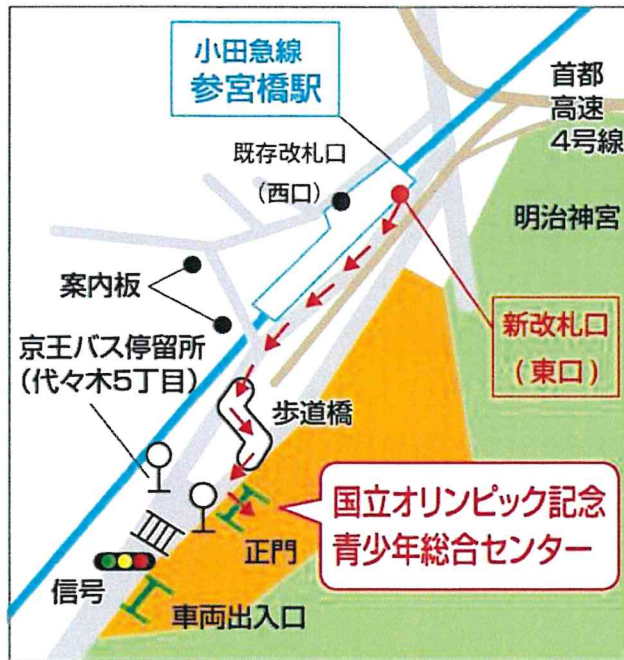 小田急線
参宮橋駅
首都
高速
4号線
既存改札口
（西口）
明治神宮
案内板
新改札口
（東口）
京王バス停留所
（代々木5丁目）
歩道橋
国立オリンピック記念
青少年総合センター
正門
信号
車両出入口